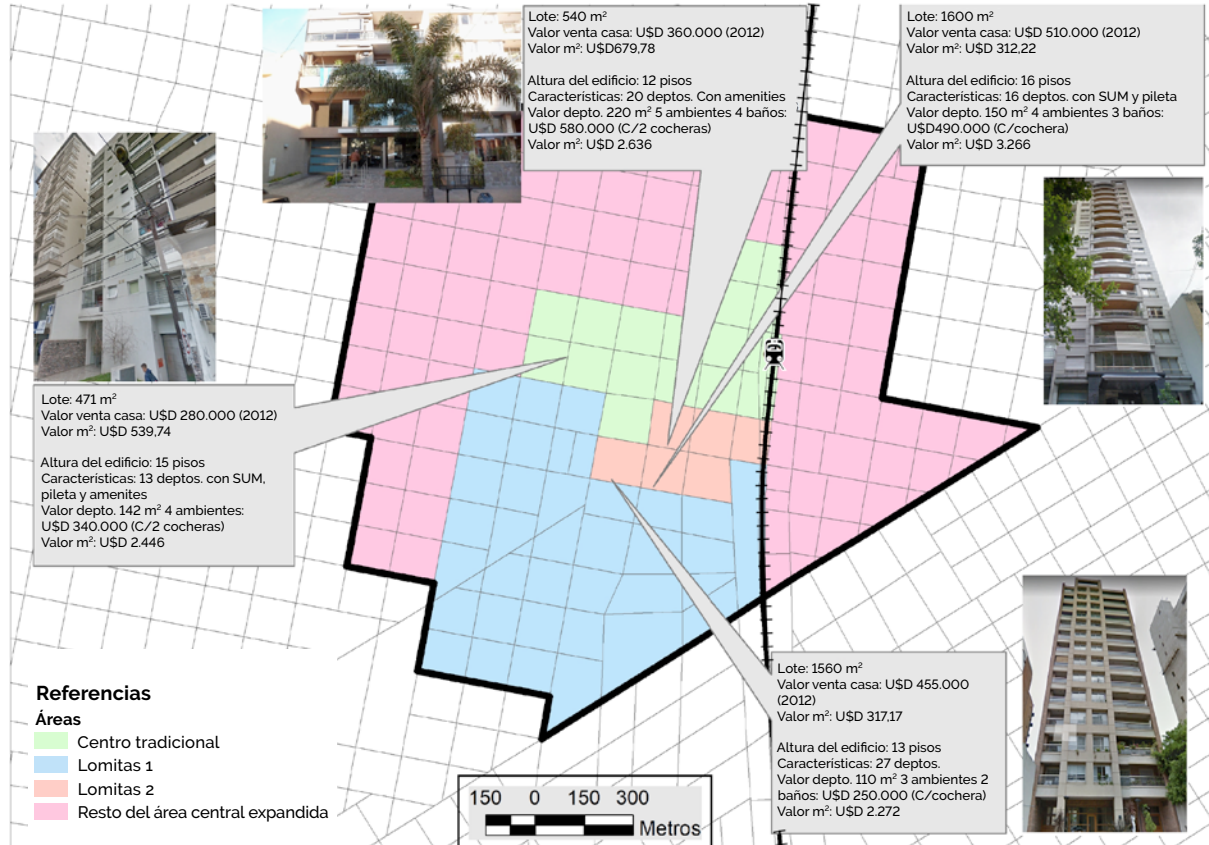 Lote: 540 m²
Valor venta casa: U$D 360.000 (2012)
Valor m²: U$D679,78
Altura del edificio: 12 pisos
Características: 20 deptos. Con amenities
Valor depto. 220 m² 5 ambientes 4 baños:
U$D 580.000 (C/2 cocheras)
Valor m²: U$D 2.636
Lote: 1600 m²
Valor venta casa: U$D 510.000 (2012)
Valor m²: U$D 312,22
Altura del edificio: 16 pisos
Características: 16 deptos. con SUM y pileta
Valor depto. 150 m² 4 ambientes 3 baños:
U$D490.000 (C/cochera)
Valor m²: U$D 3.266
Lote: 471 m²
Valor venta casa: U$D 280.000 (2012)
Valor m²: U$D 539,74
Altura del edificio: 15 pisos
Características: 13 deptos. con SUM,
pileta y amenites
Valor depto. 142 m² 4 ambientes:
U$D 340.000 (C/2 cocheras)
Valor m²: U$D 2.446
Lote: 1560 m²
Valor venta casa: U$D 455.000
(2012)
Valor m²: U$D 317,17
Altura del edificio: 13 pisos
Características: 27 deptos.
Valor depto. 110 m² 3 ambientes 2
baños: U$D 250.000 (C/cochera)
Valor m²: U$D 2.272
Referencias
Áreas
Centro tradicional
Lomitas 1
Lomitas 2
Resto del área central expandida
150 0 150 300
Metros